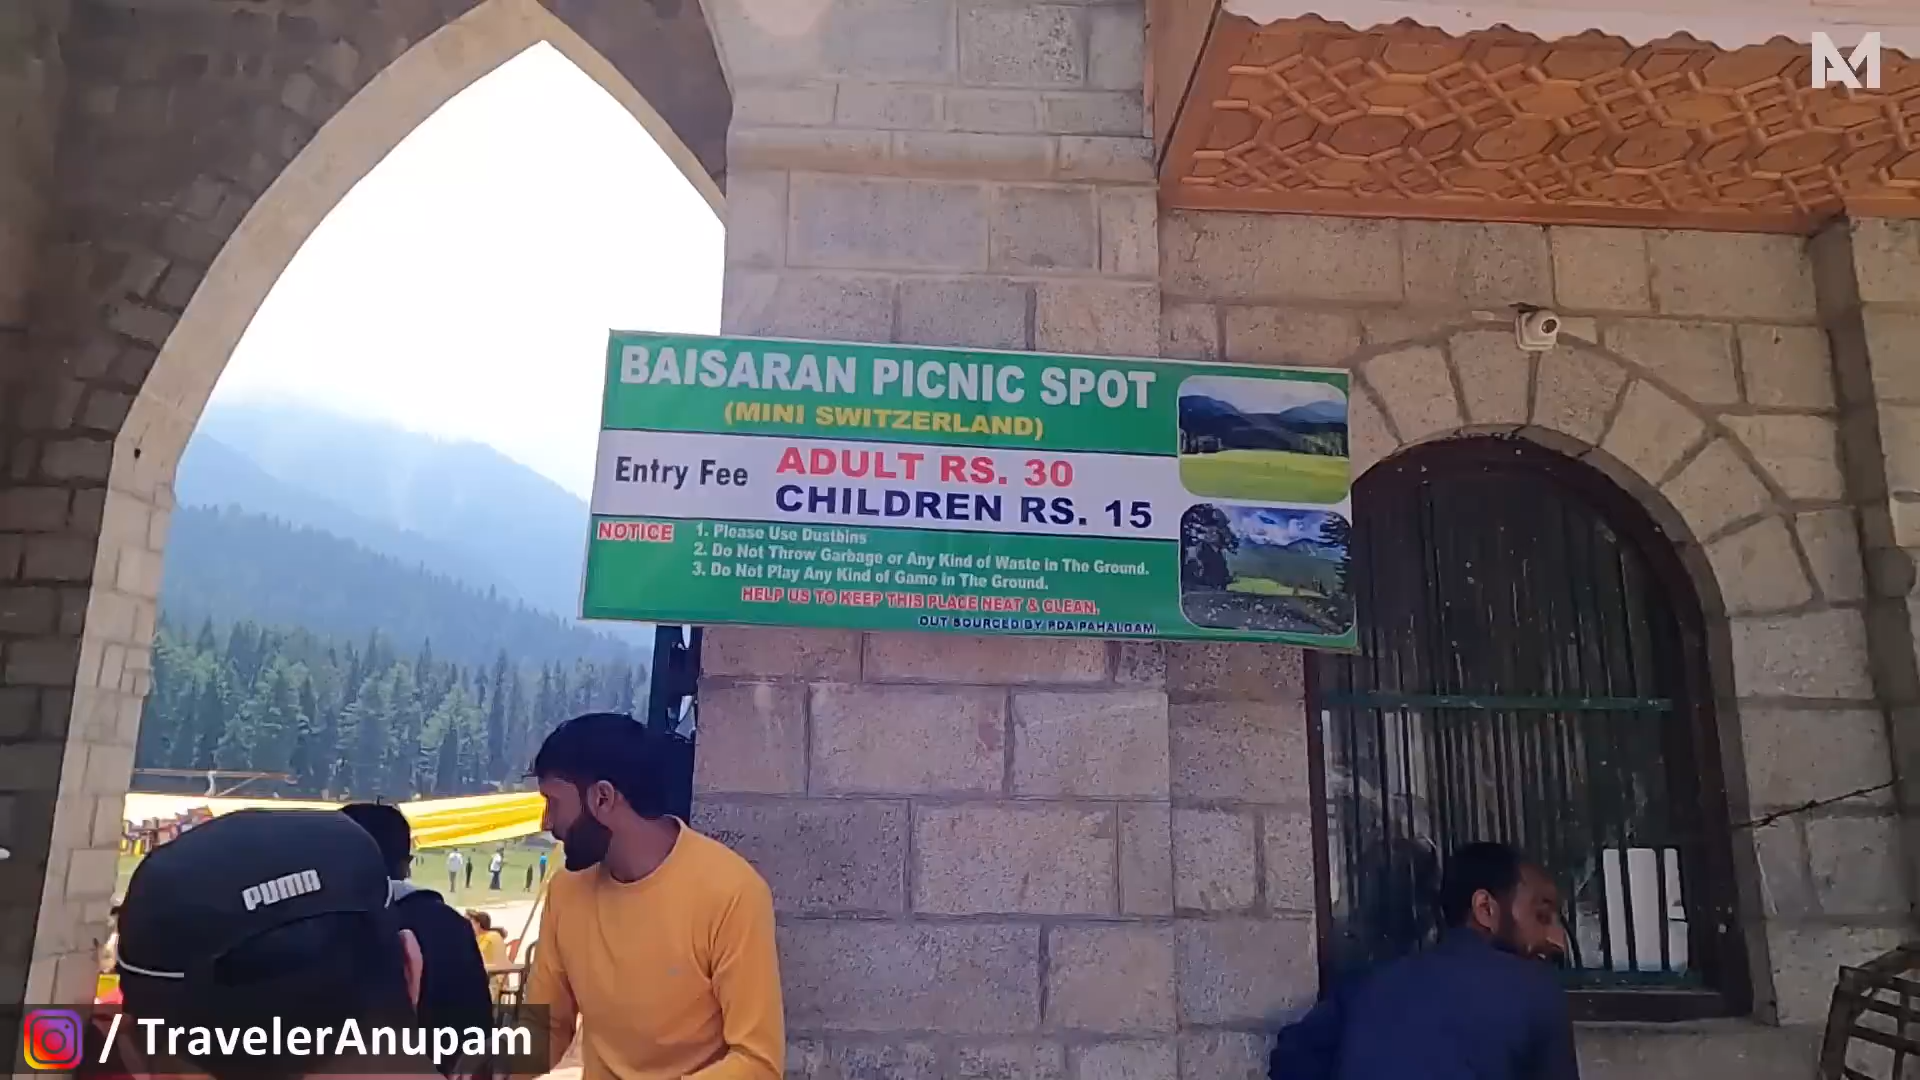 AM
BAISARAN PICNIC SPOT
(MINI SWITZERLAND)
Entry Fee
ADULT RS. 30
CHILDREN RS. 15
NOTICE
1. Please Use Dustbins
2. Do Not Throw Garbage or Any Kind of Waste in The Ground.
3. Do Not Play Any Kind of Game in The Ground.
HELP US TO KEEP THIS PLACE NEAT & CLEAN.
OUT SOURCED BY PDA PAHALGAM
PUMA
/ TravelerAnupam